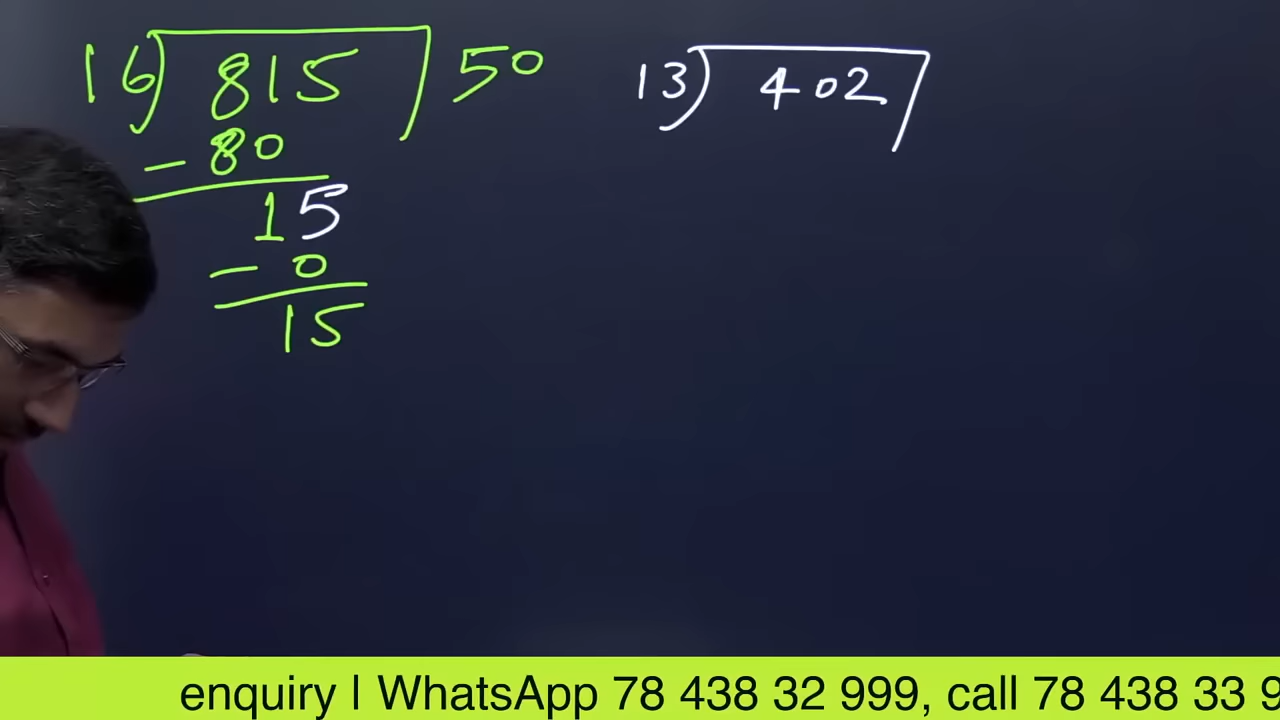 16) 815 ) 50
- 80
15
- 0
15
13) 402 )
enquiry I WhatsApp 78 438 32 999, call 78 438 33 9